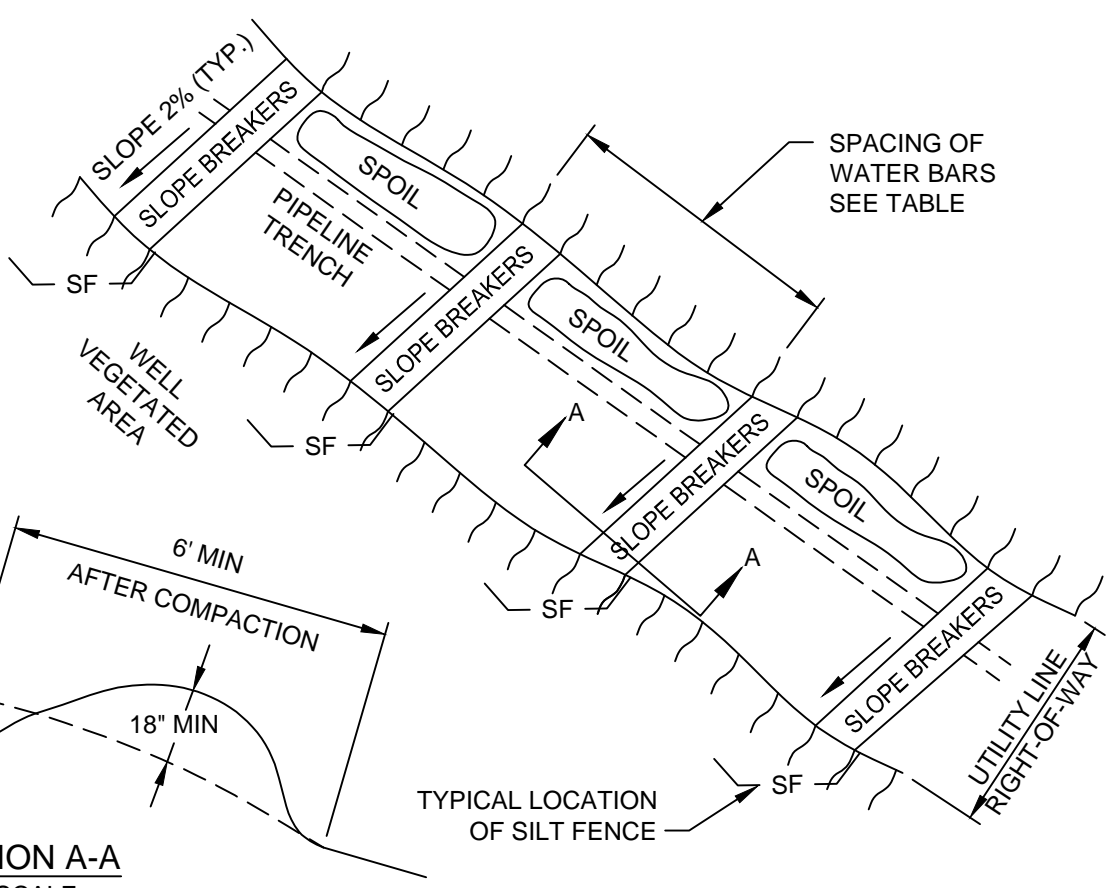 SLOPE 2% (TYP.)
SLOPE BREAKERS
SPOIL
PIPELINE
TRENCH
SPACING OF
WATER BARS
SEE TABLE
SF
WELL
VEGETATED
AREA
SLOPE BREAKERS
SPOIL
SF
A
SLOPE BREAKERS
SPOIL
A
SF
SLOPE BREAKERS
UTILITY LINE
RIGHT-OF-WAY
SF
TYPICAL LOCATION
OF SILT FENCE
6' MIN
AFTER COMPACTION
18" MIN
ION A-A
SCALE